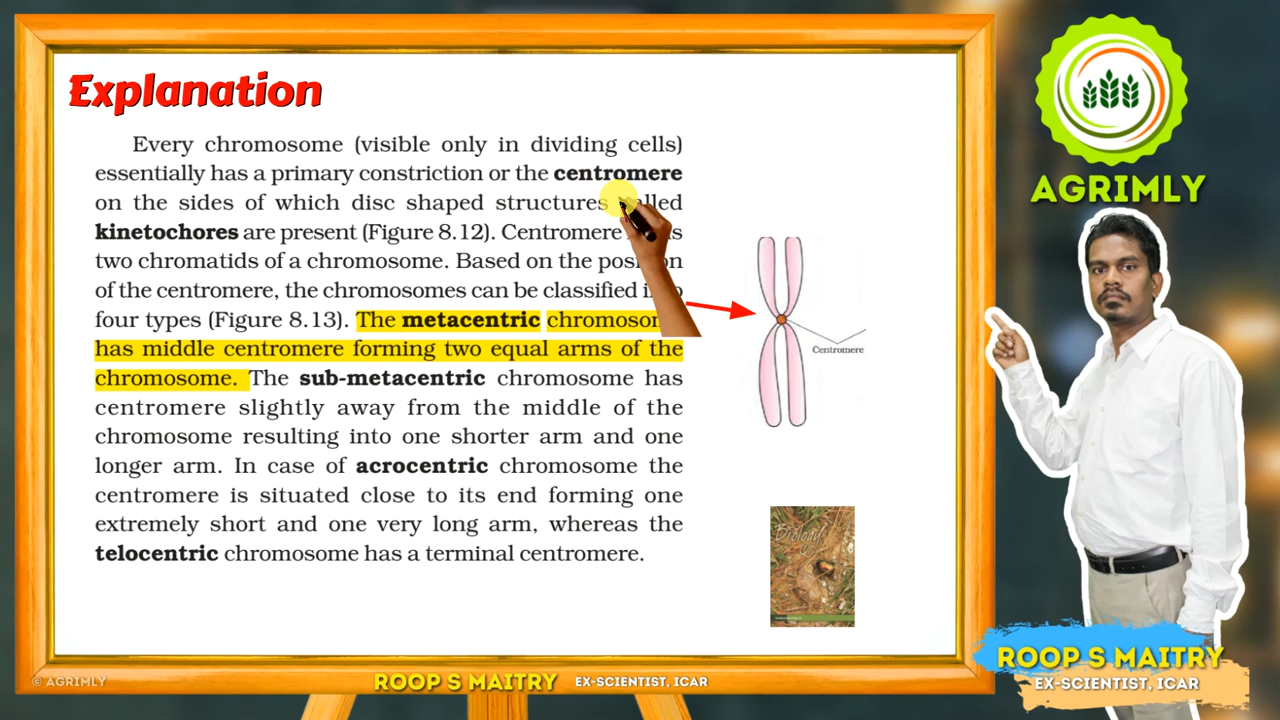 Explanation
Every chromosome (visible only in dividing cells)
essentially has a primary constriction or the centromere
on the sides of which disc shaped structures
kinetochores are present (Figure 8.12). Centromere
two chromatids of a chromosome. Based on the
of the centromere, the chromosomes can be classified
four types (Figure 8.13). The metacentric
has middle centromere forming two equal arms of the
chromosome. The sub-metacentric chromosome has
centromere slightly away from the middle of the
chromosome resulting into one shorter arm and one
longer arm. In case of acrocentric chromosome the
centromere is situated close to its end forming one
extremely short and one very long arm, whereas the
telocentric chromosome has a terminal centromere.
Centromere
Biology
AGRIMLY
ROOP S MAITRY
EX-SCIENTIST, ICAR
© AGRIMLY
ROOP S MAITRY EX-SCIENTIST, ICAR